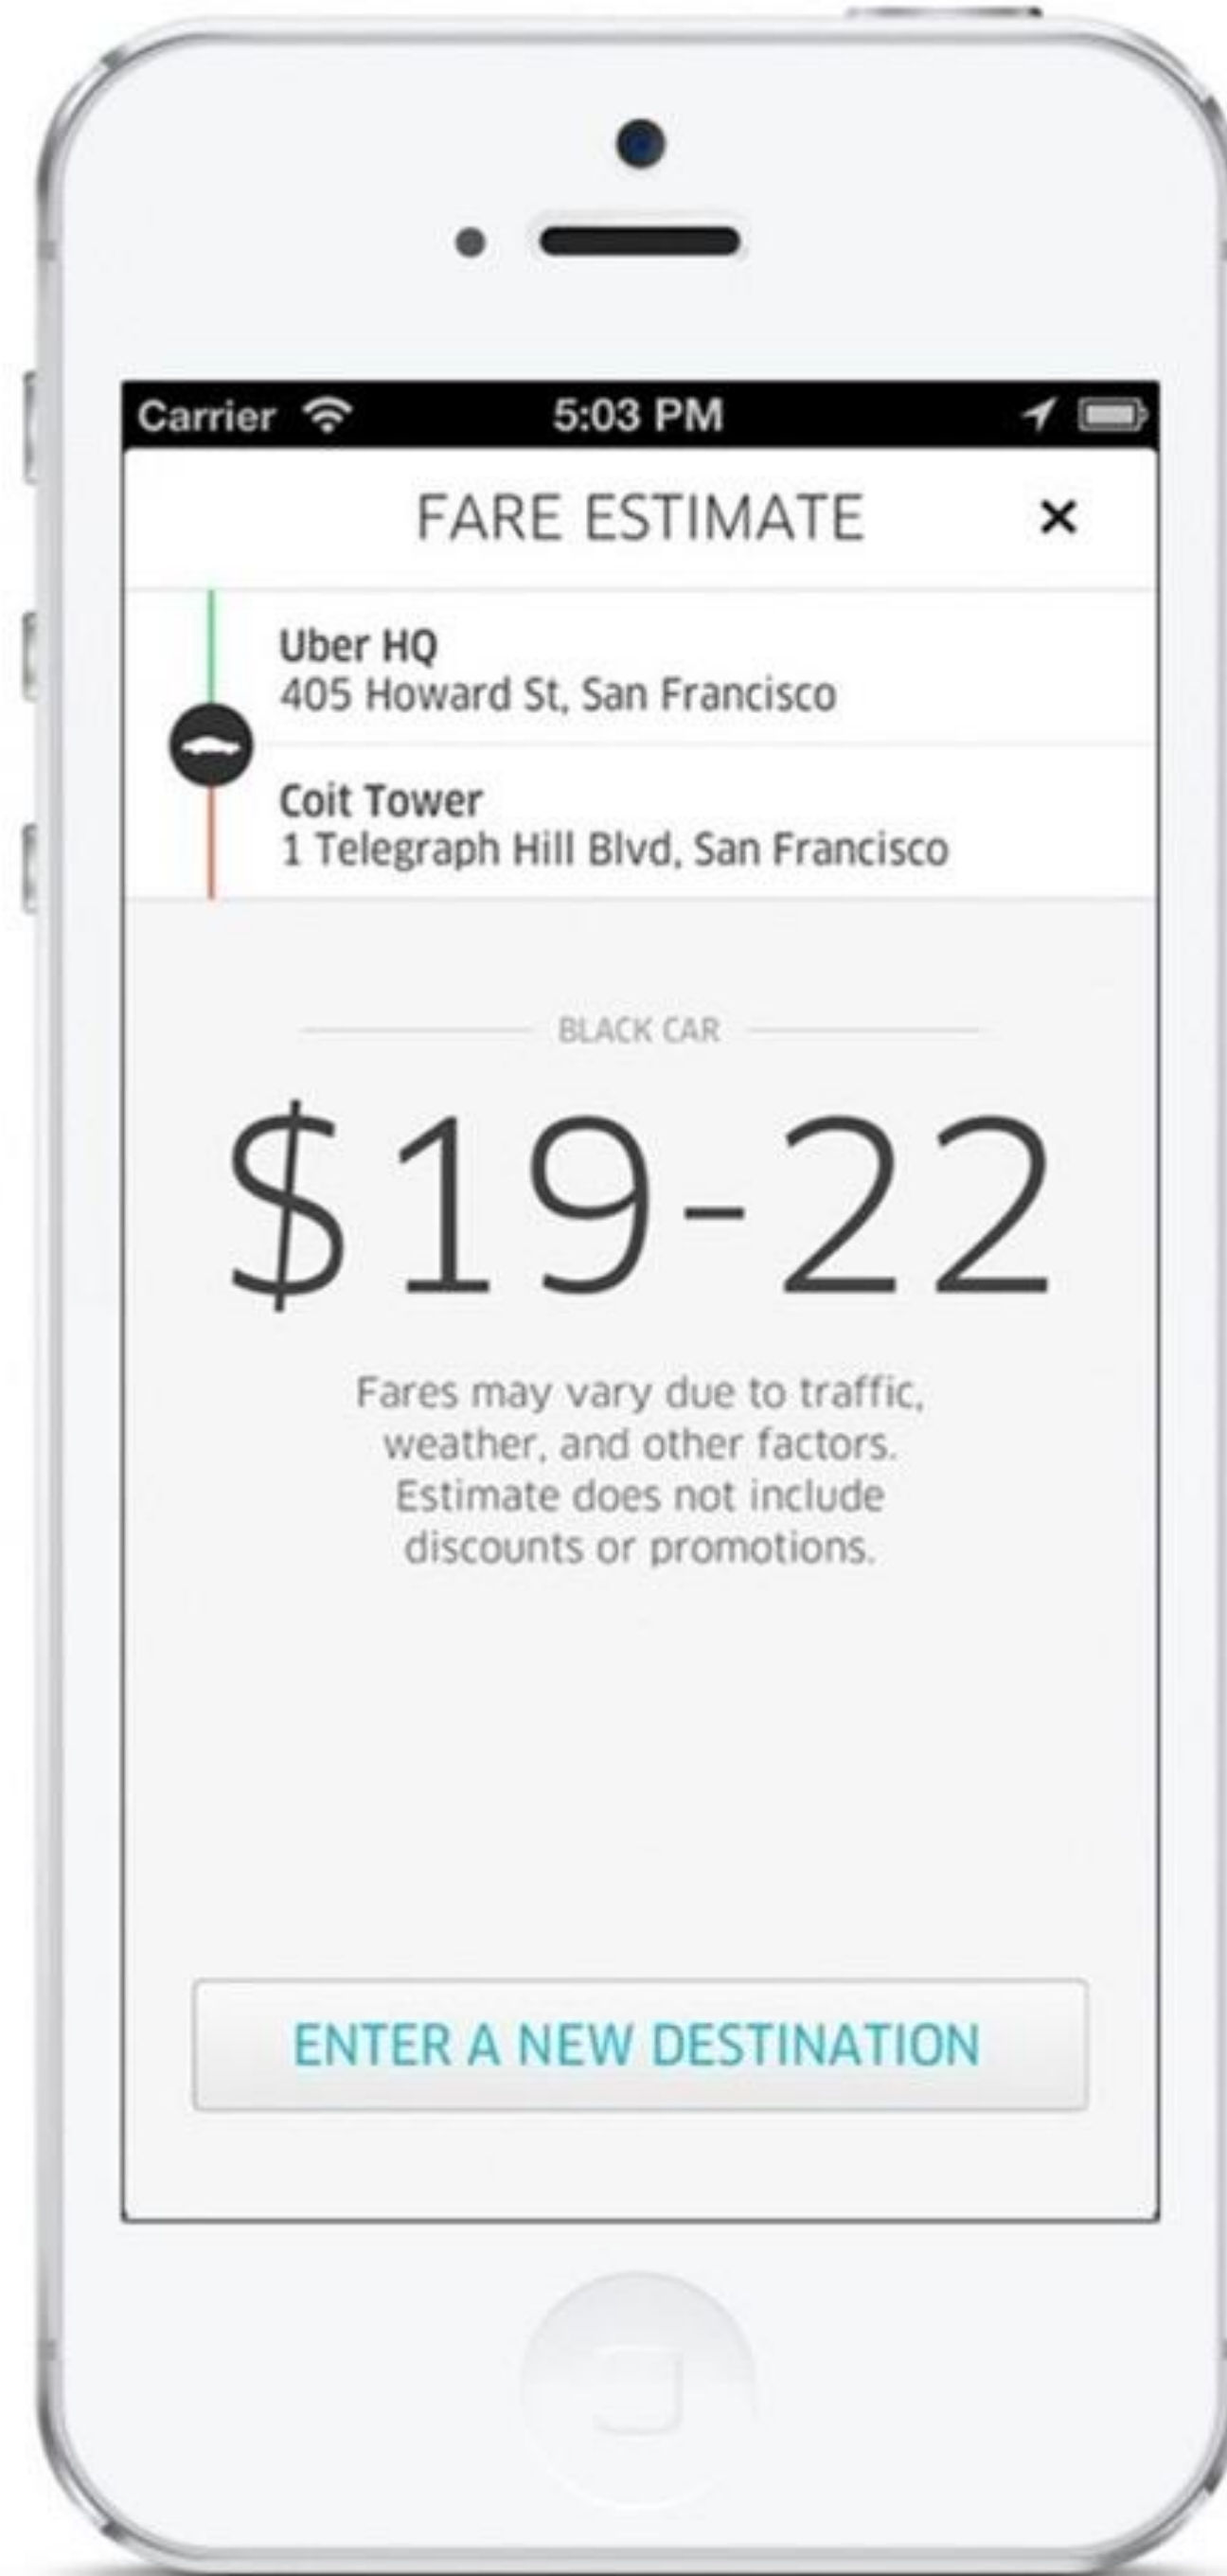 Carrier 5:03 PM
FARE ESTIMATE ×
Uber HQ
405 Howard St, San Francisco
Coit Tower
1 Telegraph Hill Blvd, San Francisco
BLACK CAR
$19-22
Fares may vary due to traffic,
weather, and other factors.
Estimate does not include
discounts or promotions.
ENTER A NEW DESTINATION